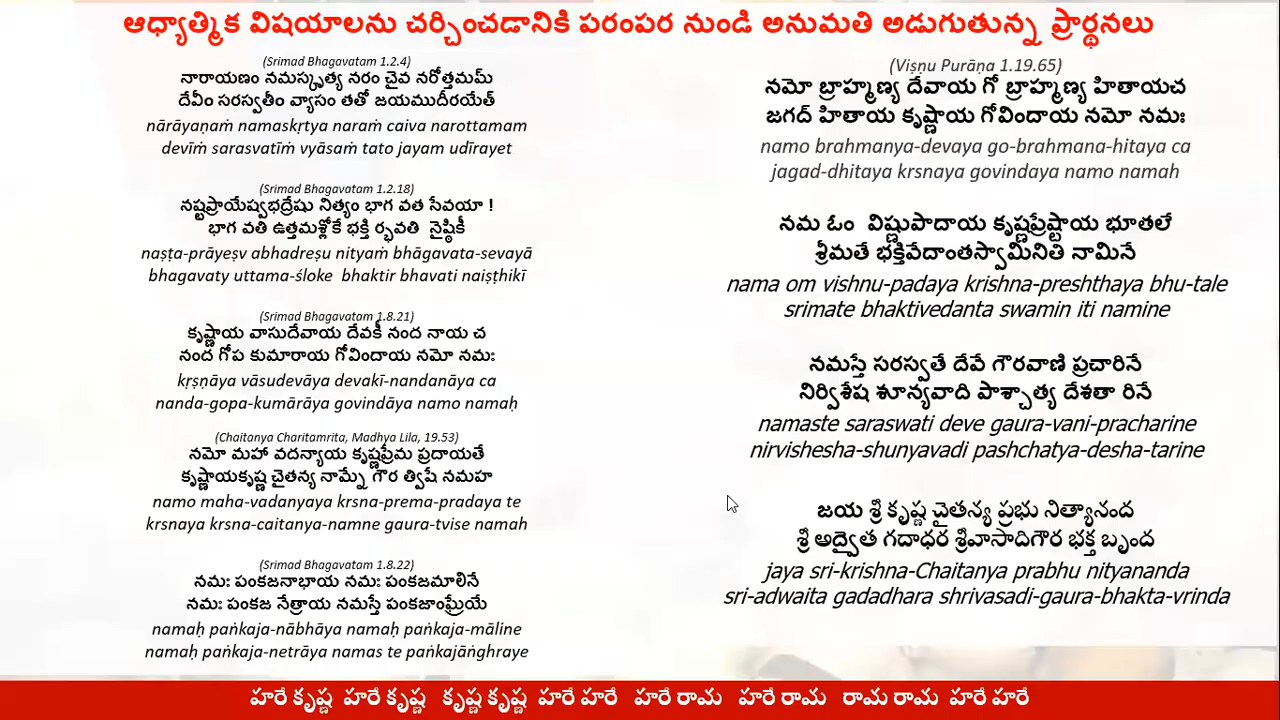 ఆధ్యాత్మిక విషయాలను చర్చించడానికి పరంపర నుండి అనుమతి అడుగుతున్న ప్రార్థనలు
(Srimad Bhagavatam 1.2.4)
నారాయణం నమస్కృత్య నరం చైవ నరోత్తమమ్
దేవీం సరస్వతీం వ్యాసం తతో జయముదీరయేత్
nārāyaṇaṁ namaskṛtya naraṁ caiva narottamam
devīṁ sarasvatīṁ vyāsaṁ tato jayam udīrayet
(Srimad Bhagavatam 1.2.18)
నష్టప్రాయేష్వభద్రేషు నిత్యం భాగ వత సేవయా !
భాగ వతి ఉత్తమశ్లోకే భక్తి ర్భవతి నైష్ఠికీ
naṣṭa-prāyeṣv abhadreṣu nityaṁ bhāgavata-sevayā
bhagavaty uttama-śloke bhaktir bhavati naiṣṭhikī
(Srimad Bhagavatam 1.8.21)
కృష్ణాయ వాసుదేవాయ దేవకీ నంద నాయ చ
నంద గోప కుమారాయ గోవిందాయ నమో నమః
kṛṣṇāya vāsudevāya devakī-nandanāya ca
nanda-gopa-kumārāya govindāya namo namaḥ
(Chaitanya Charitamrita, Madhya Lila, 19.53)
నమో మహా వదన్యాయ కృష్ణప్రేమ ప్రదాయతే
కృష్ణాయకృష్ణ చైతన్య నామ్నే గౌర త్విషే నమహ
namo maha-vadanyaya krsna-prema-pradaya te
krsnaya krsna-caitanya-namne gaura-tvise namah
(Srimad Bhagavatam 1.8.22)
నమః పంకజనాభాయ నమః పంకజమాలినే
నమః పంకజ నేత్రాయ నమస్తే పంకజాంఘ్రేయే
namaḥ paṅkaja-nābhāya namaḥ paṅkaja-māline
namaḥ paṅkaja-netrāya namas te paṅkajāṅghraye
(Viṣṇu Purāṇa 1.19.65)
నమో బ్రాహ్మణ్య దేవాయ గో బ్రాహ్మణ్య హితాయచ
జగద్ హితాయ కృష్ణాయ గోవిందాయ నమో నమః
namo brahmanya-devaya go-brahmana-hitaya ca
jagad-dhitaya krsnaya govindaya namo namah
నమ ఓం విష్ణుపాదాయ కృష్ణప్రేష్టాయ భూతలే
శ్రీమతే భక్తివేదాంతస్వామినితి నామినే
nama om vishnu-padaya krishna-preshthaya bhu-tale
srimate bhaktivedanta swamin iti namine
నమస్తే సరస్వతే దేవే గౌరవాణి ప్రచారినే
నిర్విశేష శూన్యవాది పాశ్చాత్య దేశతా రినే
namaste saraswati deve gaura-vani-pracharine
nirvishesha-shunyavadi pashchatya-desha-tarine
జయ శ్రీ కృష్ణ చైతన్య ప్రభు నిత్యానంద
శ్రీ అద్వైత గదాధర శ్రీవాసాదిగౌర భక్త బృంద
jaya sri-krishna-Chaitanya prabhu nityananda
sri-adwaita gadadhara shrivasadi-gaura-bhakta-vrinda
హరే కృష్ణ హరే కృష్ణ కృష్ణ కృష్ణ హరే హరే హరే రామ హరే రామ రామ రామ హరే హరే